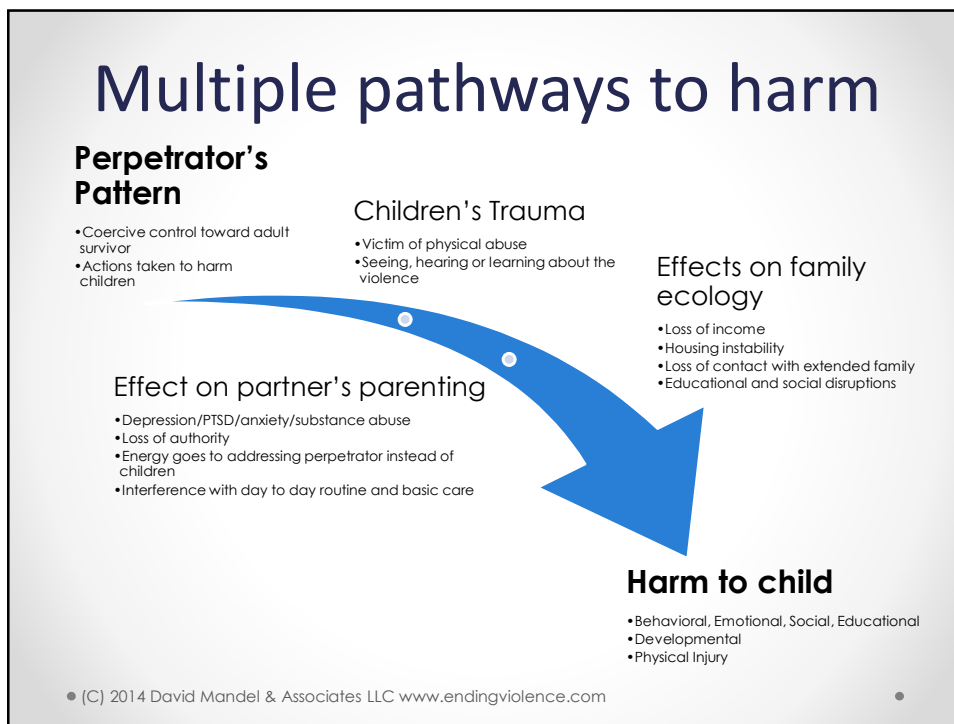 Multiple pathways to harm
Perpetrator's
Pattern
•Coercive control toward adult
survivor
•Actions taken to harm
children
Children's Trauma
•Victim of physical abuse
•Seeing, hearing or learning about the
violence
Effects on family
ecology
•Loss of income
•Housing instability
•Loss of contact with extended family
•Educational and social disruptions
Effect on partner's parenting
•Depression/PTSD/anxiety/substance abuse
•Loss of authority
•Energy goes to addressing perpetrator instead of
children
•Interference with day to day routine and basic care
Harm to child
•Behavioral, Emotional, Social, Educational
•Developmental
•Physical Injury
• (C) 2014 David Mandel & Associates LLC www.endingviolence.com •